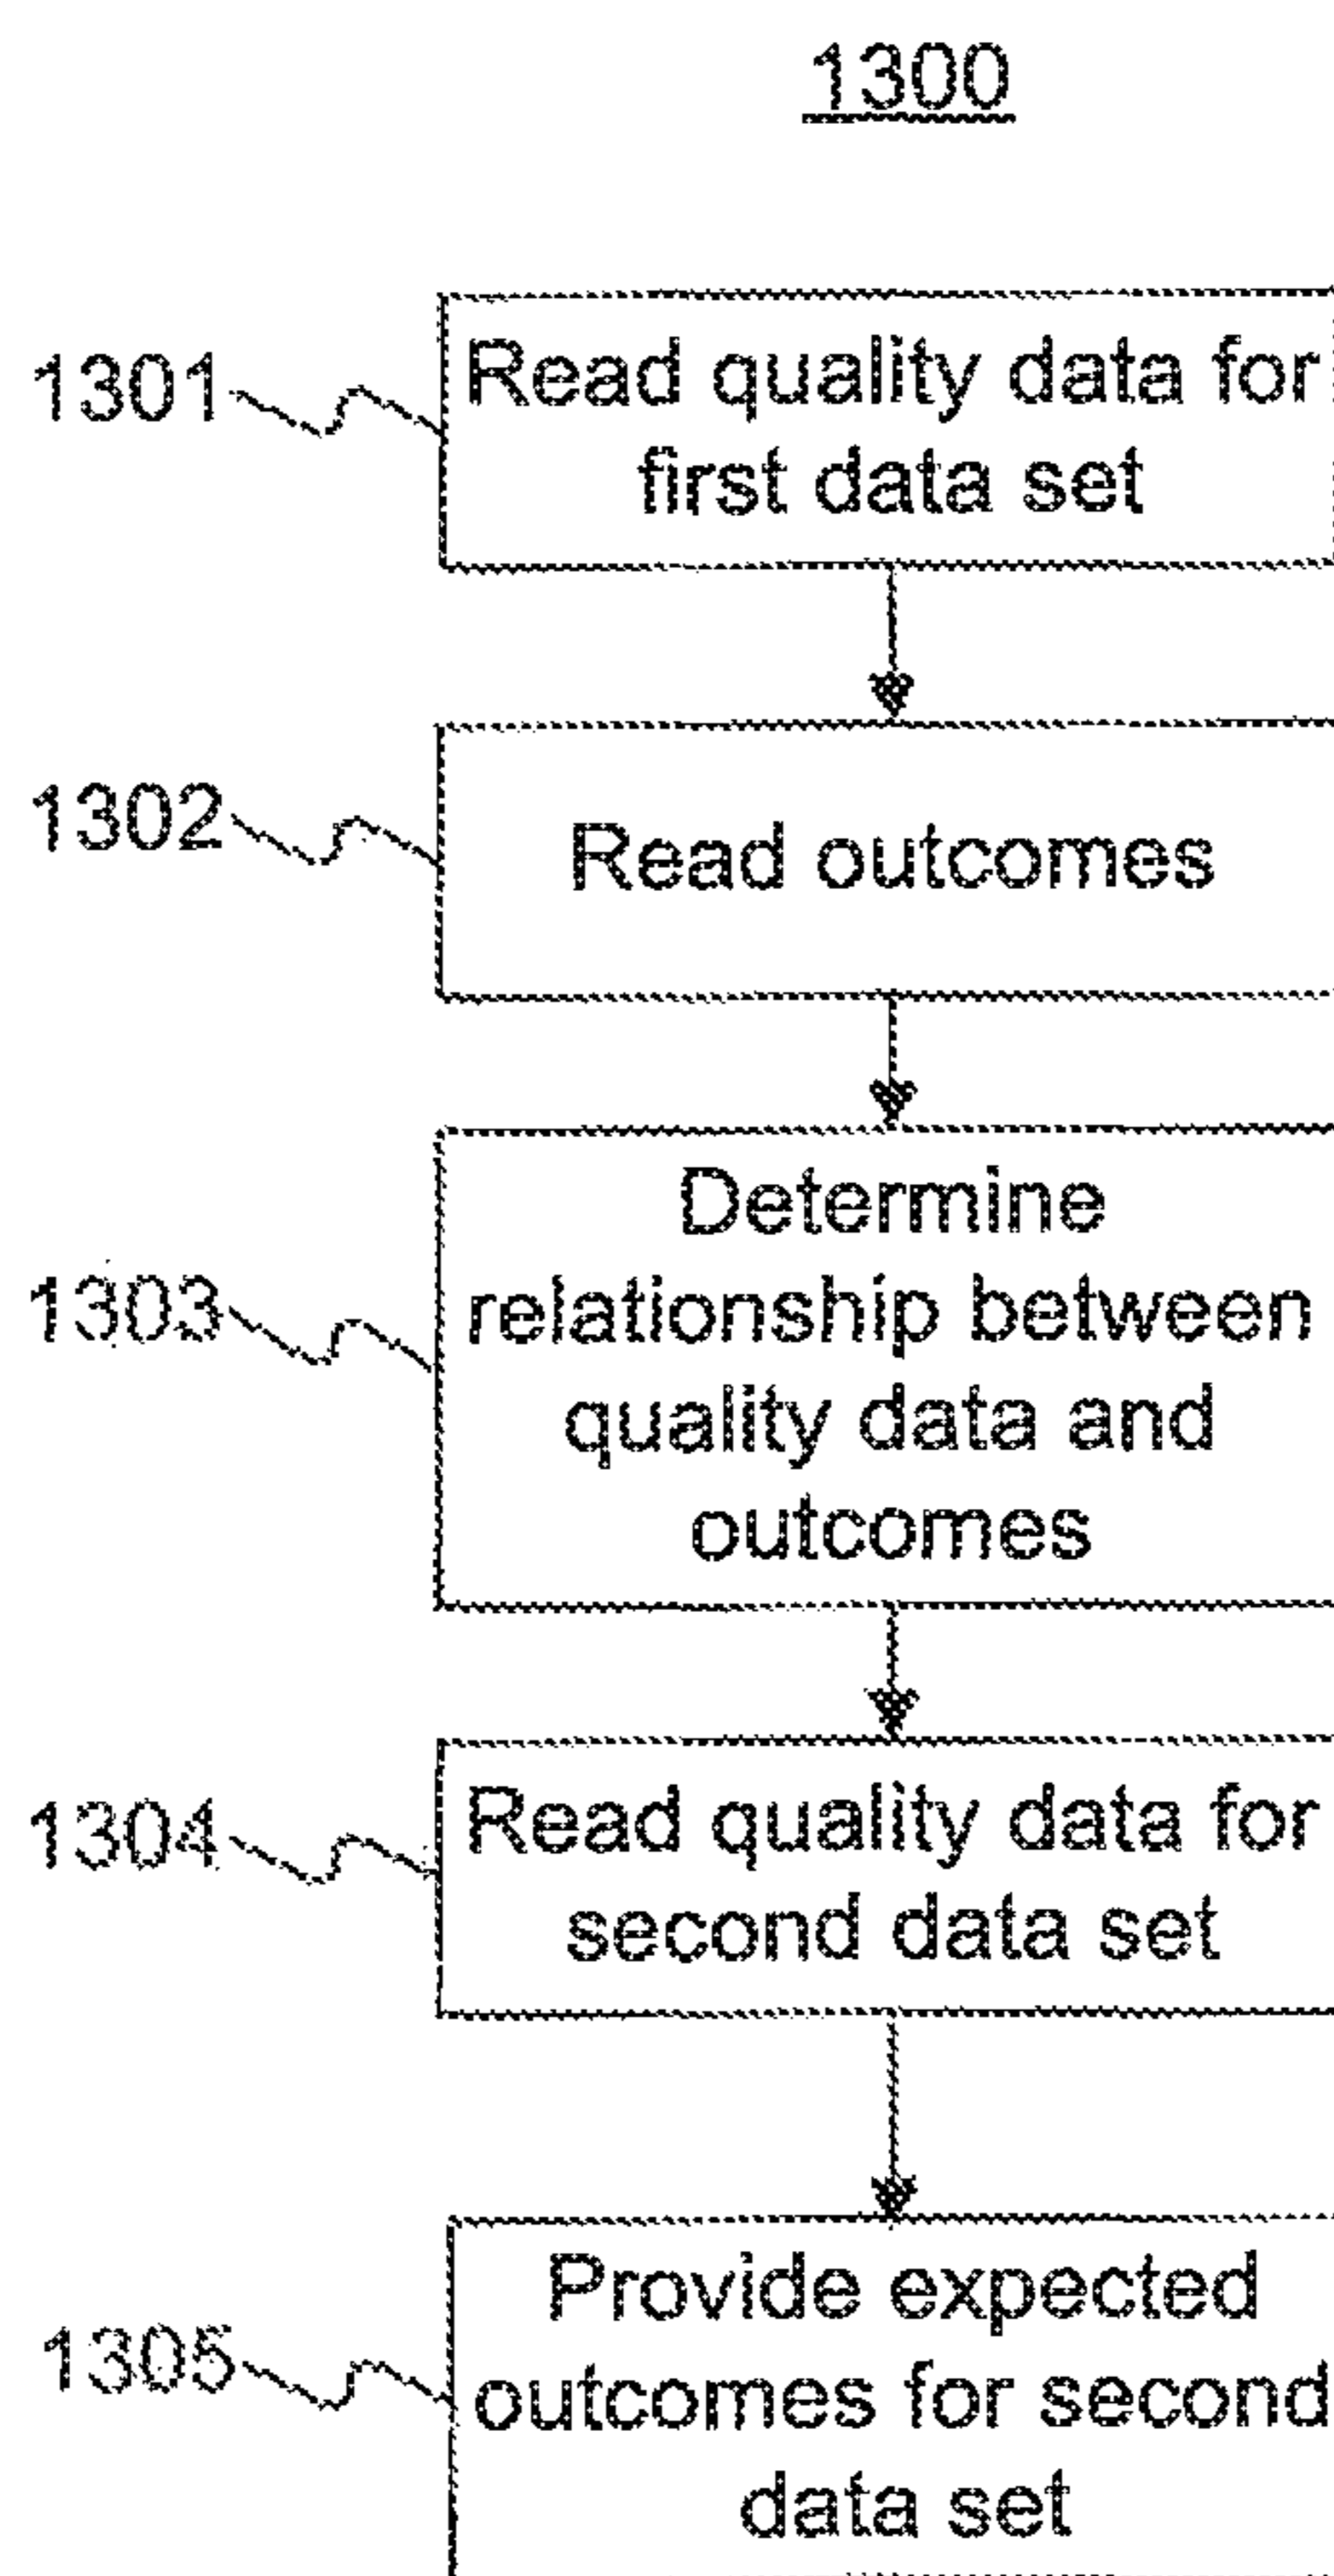 1300
1301
Read quality data for
first data set
1302
Read outcomes
1303
Determine
relationship between
quality data and
outcomes
1304
Read quality data for
second data set
1305
Provide expected
outcomes for second
data set